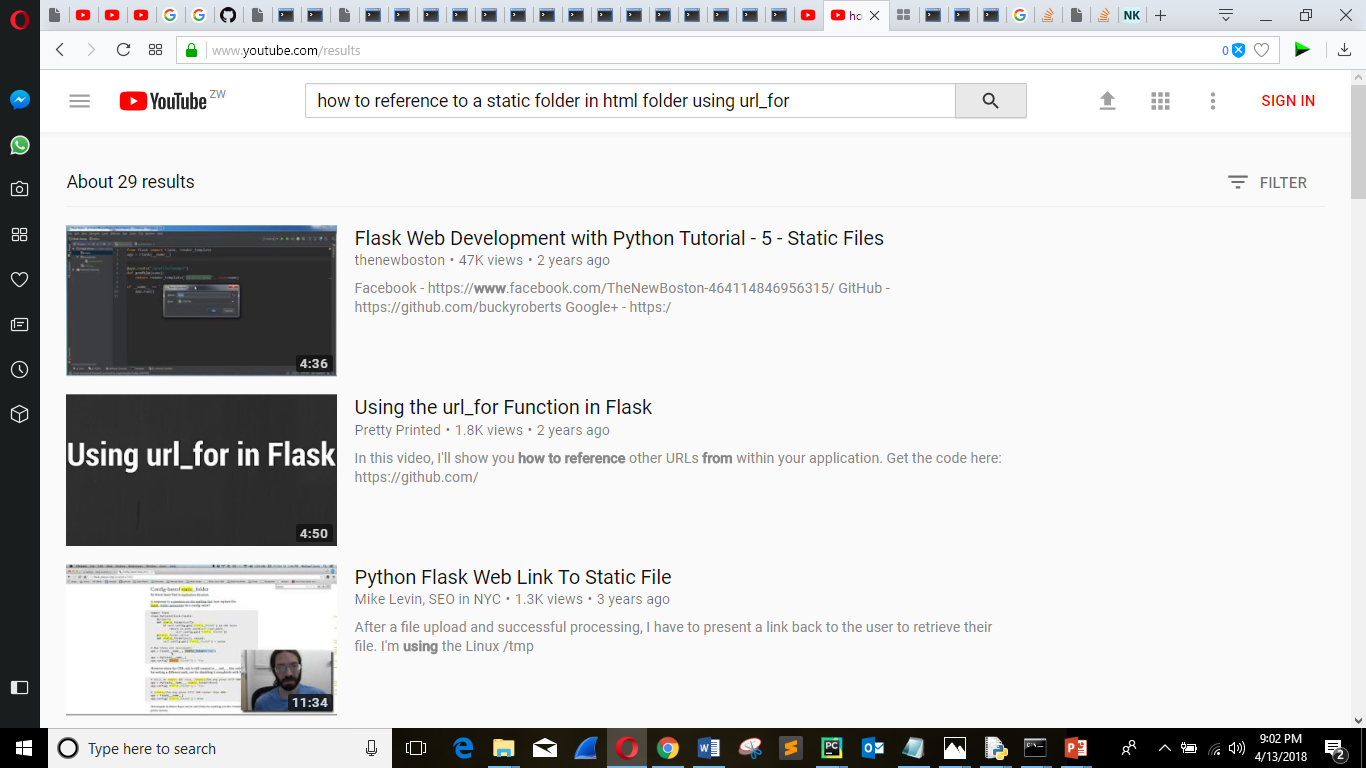 ho
NK
www.youtube.com/results
0
YouTube ZW
how to reference to a static folder in html folder using url_for
SIGN IN
About 29 results
FILTER
Flask Web Development with Python Tutorial - 5 - Static Files
thenewboston • 47K views • 2 years ago
Facebook - https://www.facebook.com/TheNewBoston-464114846956315/ GitHub -
https://github.com/buckyroberts Google+ - https:/
4:36
Using url_for in Flask
4:50
Using the url_for Function in Flask
Pretty Printed • 1.8K views • 2 years ago
In this video, I'll show you how to reference other URLs from within your application. Get the code here:
https://github.com/
11:34
Python Flask Web Link To Static File
Mike Levin, SEO in NYC • 1.3K views • 3 years ago
After a file upload and successful processing, I have to present a link back to the user to retrieve their
file. I'm using the Linux /tmp
Type here to search
9:02 PM
4/13/2018
2